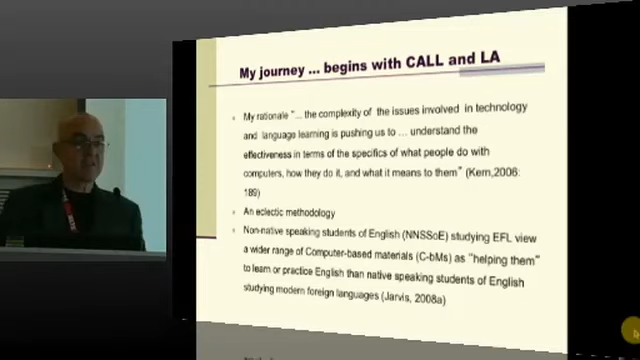 My journey ... begins with CALL and LA
My rationale "... the complexity of the issues involved in technology
and language learning is pushing us to ... understand the
effectiveness in terms of the specifics of what people do with
computers, how they do it, and what it means to them" (Kern,2006:
189)
An eclectic methodology
Non-native speaking students of English (NNSSoE) studying EFL view
a wider range of Computer-based materials (C-bMs) as "helping them"
to learn or practice English than native speaking students of English
studying modern foreign languages (Jarvis, 2008a)